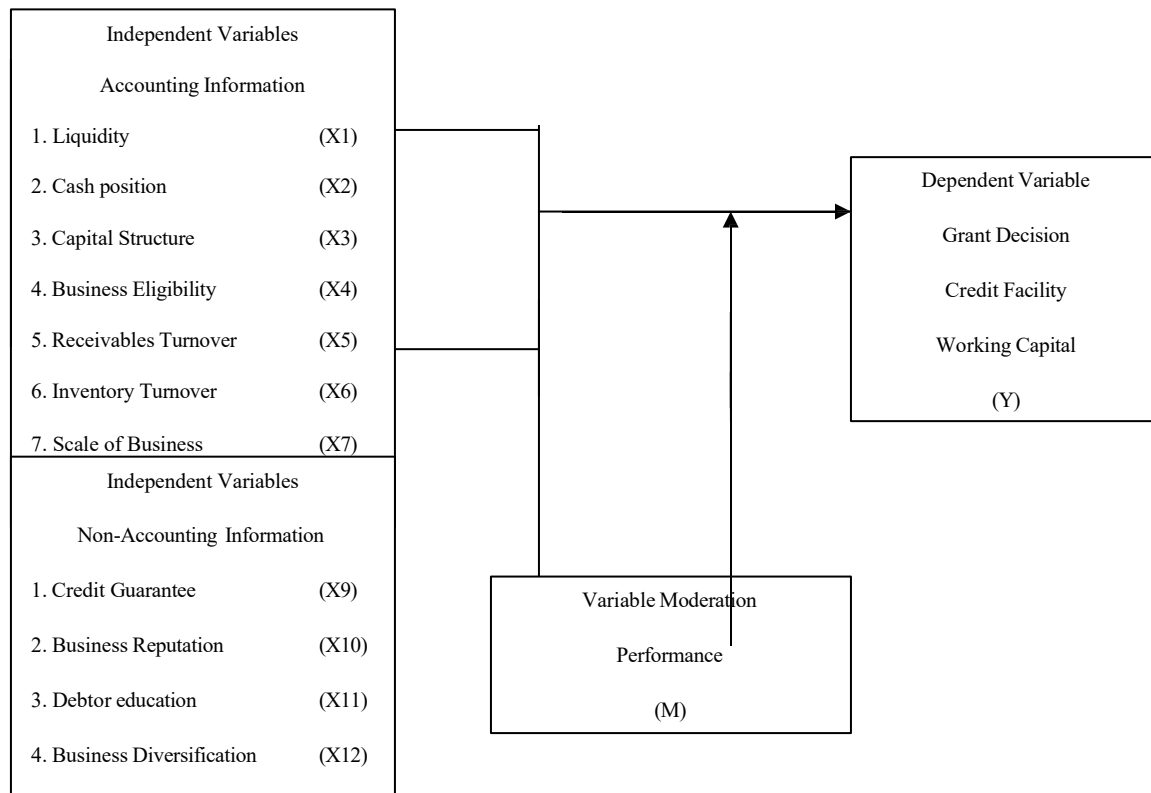 Independent Variables
Accounting Information
1. Liquidity (X1)
2. Cash position (X2)
3. Capital Structure (X3)
4. Business Eligibility (X4)
5. Receivables Turnover (X5)
6. Inventory Turnover (X6)
7. Scale of Business (X7)
Independent Variables
Non-Accounting Information
1. Credit Guarantee (X9)
2. Business Reputation (X10)
3. Debtor education (X11)
4. Business Diversification (X12)
Variable Moderation
Performance
(M)
Dependent Variable
Grant Decision
Credit Facility
Working Capital
(Y)